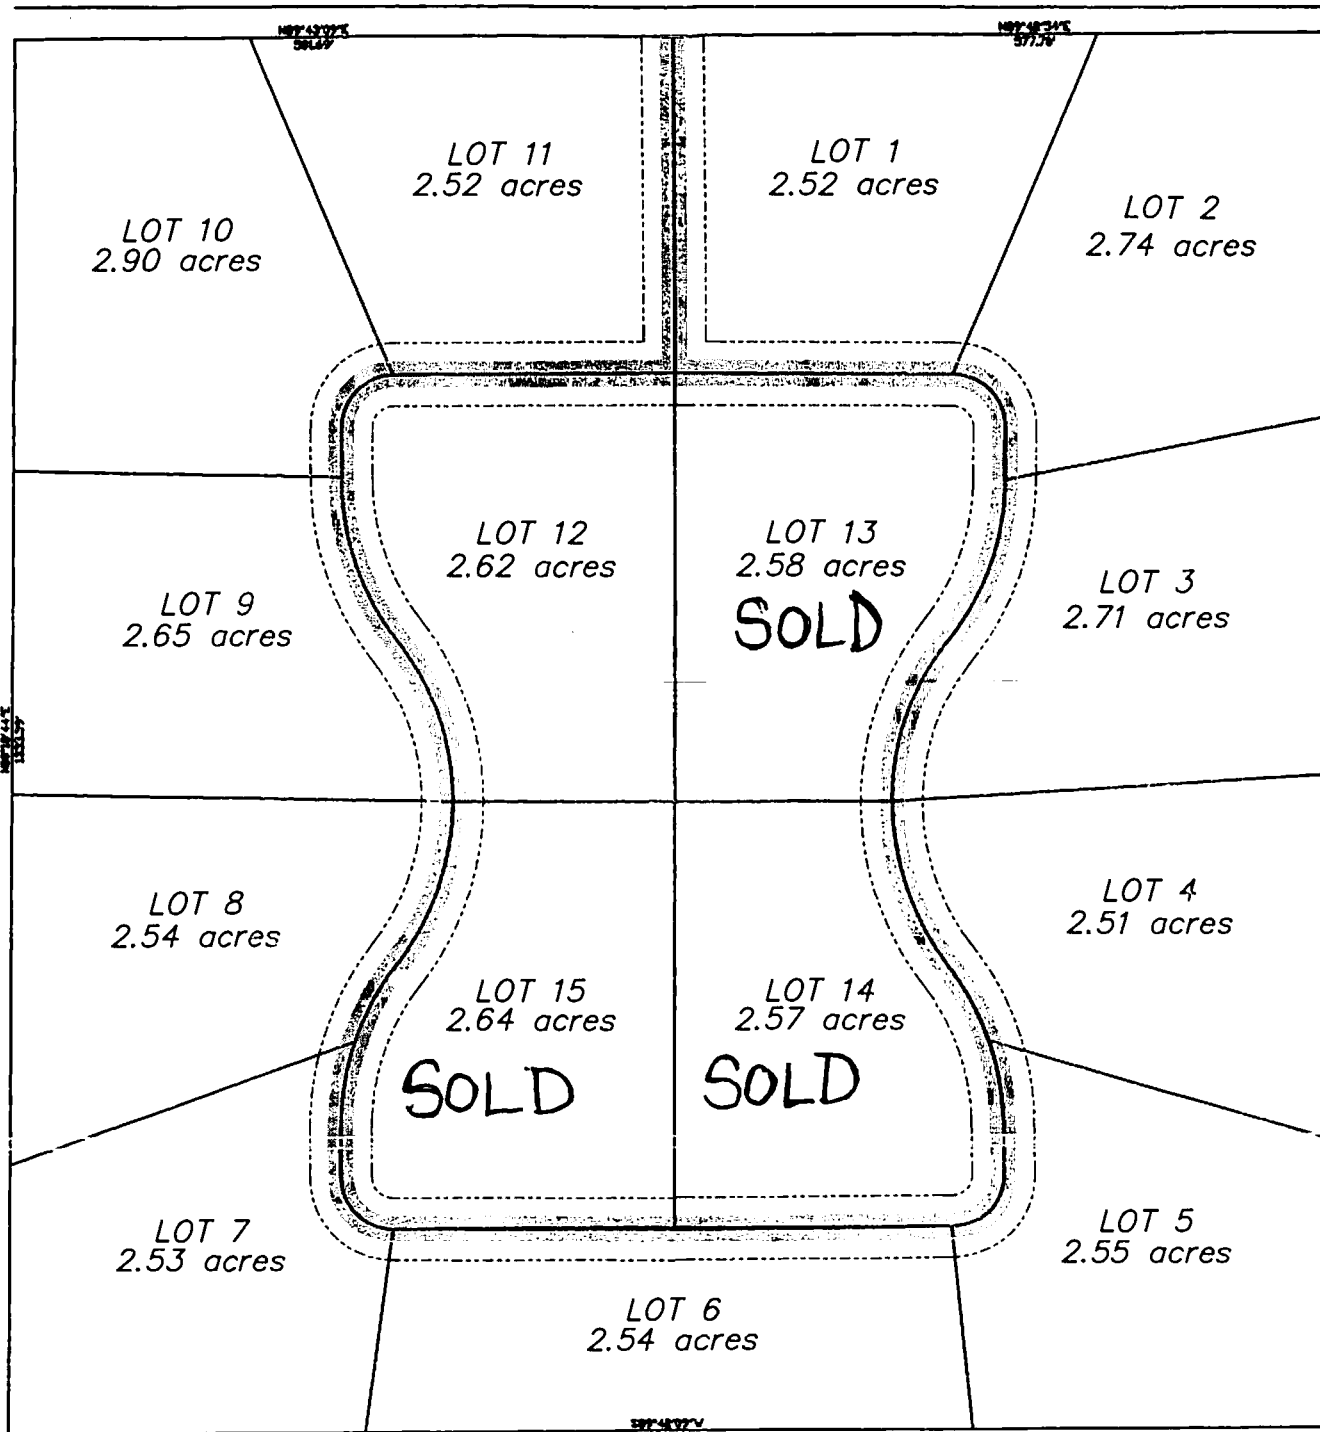 LOT 11
2.52 acres
LOT 1
2.52 acres
LOT 2
2.74 acres
LOT 10
2.90 acres
LOT 12
2.62 acres
LOT 13
2.58 acres
SOLD
LOT 3
2.71 acres
LOT 9
2.65 acres
LOT 8
2.54 acres
LOT 4
2.51 acres
LOT 15
2.64 acres
SOLD
LOT 14
2.57 acres
SOLD
LOT 7
2.53 acres
LOT 5
2.55 acres
LOT 6
2.54 acres